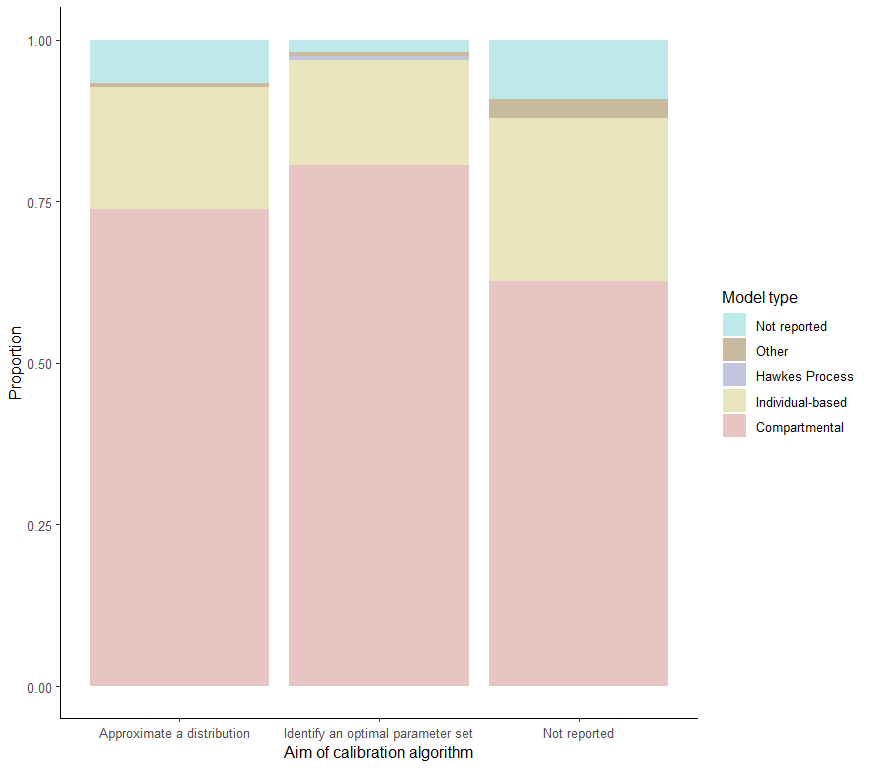 1.00
0.75
0.50
0.25
0.00
Proportion
Approximate a distribution
Identify an optimal parameter set
Not reported
Aim of calibration algorithm
Model type
Not reported
Other
Hawkes Process
Individual-based
Compartmental